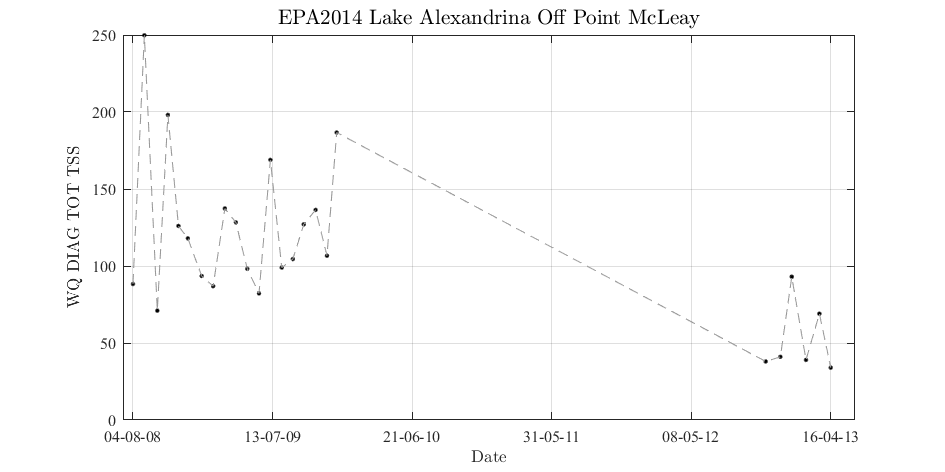 EPA2014 Lake Alexandrina Off Point McLeay
WQ DIAG TOT TSS
250
200
150
100
50
0
04-08-08 13-07-09 21-06-10 31-05-11 08-05-12 16-04-13
Date